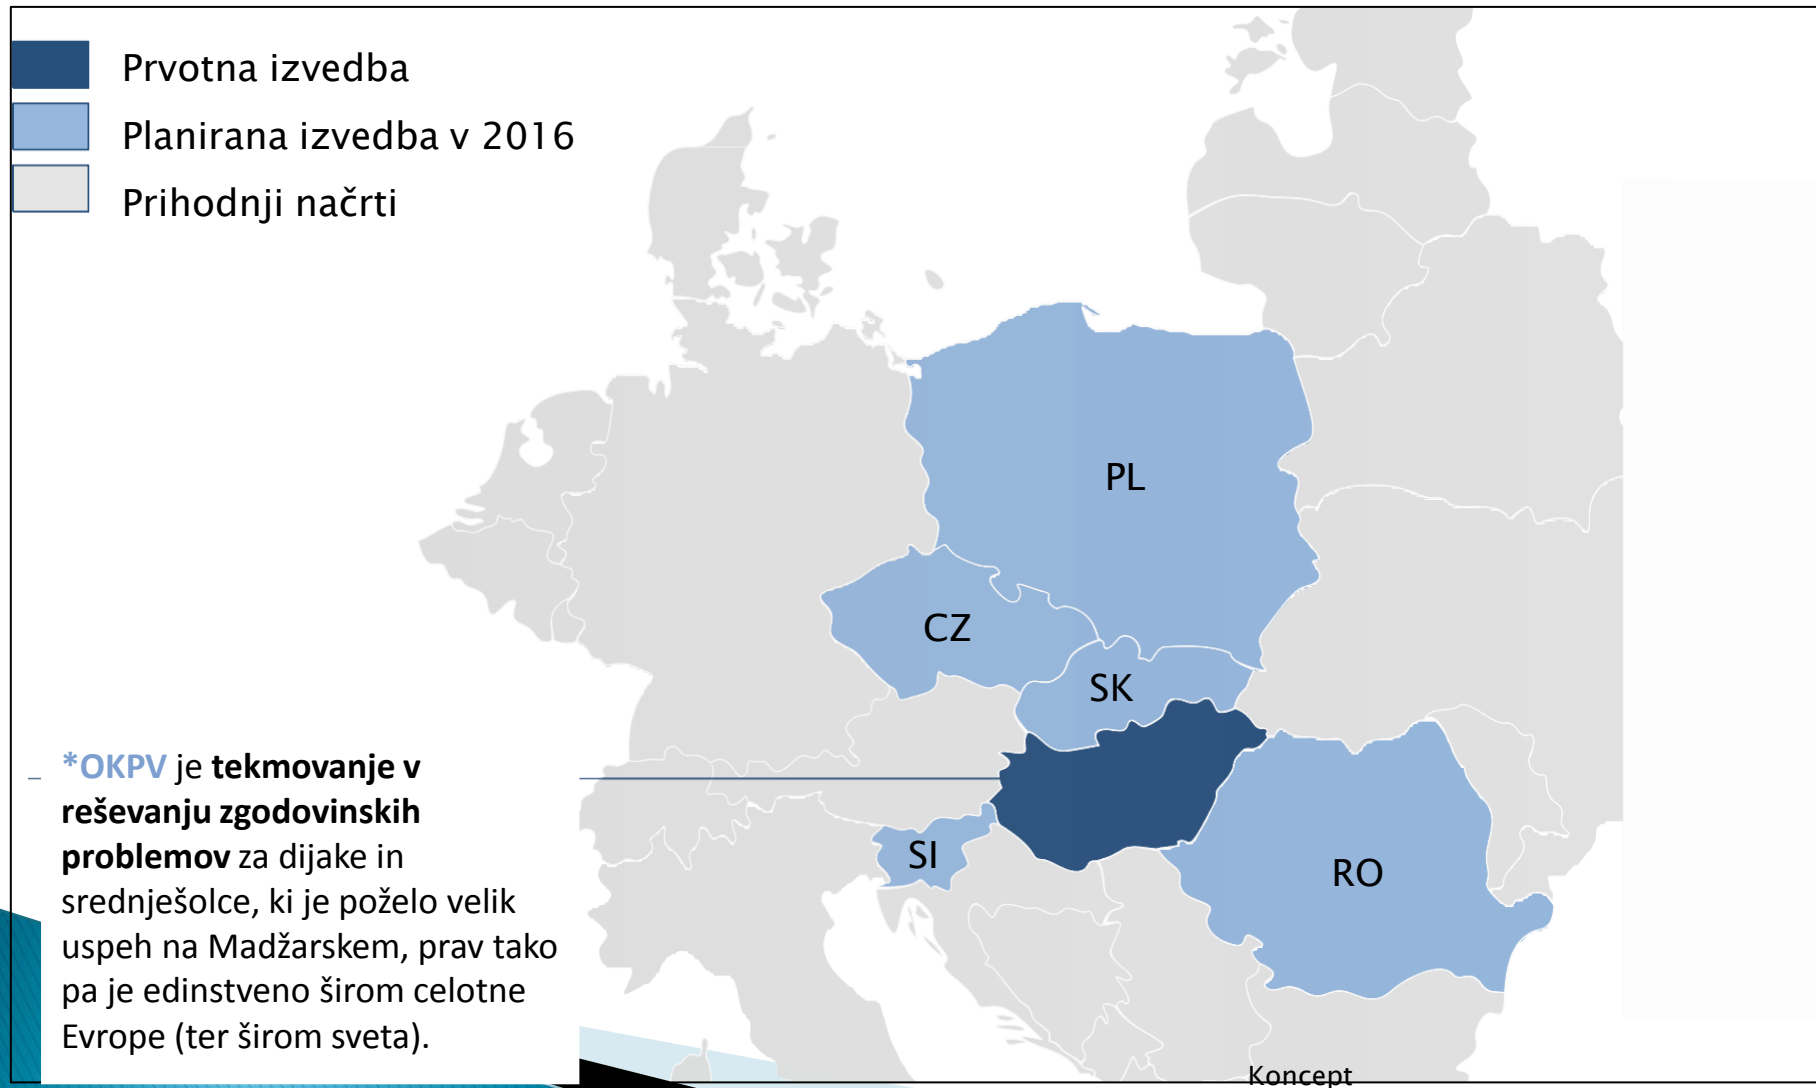 Prvotna izvedba
Planirana izvedba v 2016
Prihodnji načrti
PL
CZ
SK
SI
RO
*OKPV je tekmovanje v
reševanju zgodovinskih
problemov za dijake in
srednješolce, ki je poželo velik
uspeh na Madžarskem, prav tako
pa je edinstveno širom celotne
Evrope (ter širom sveta).
Koncept